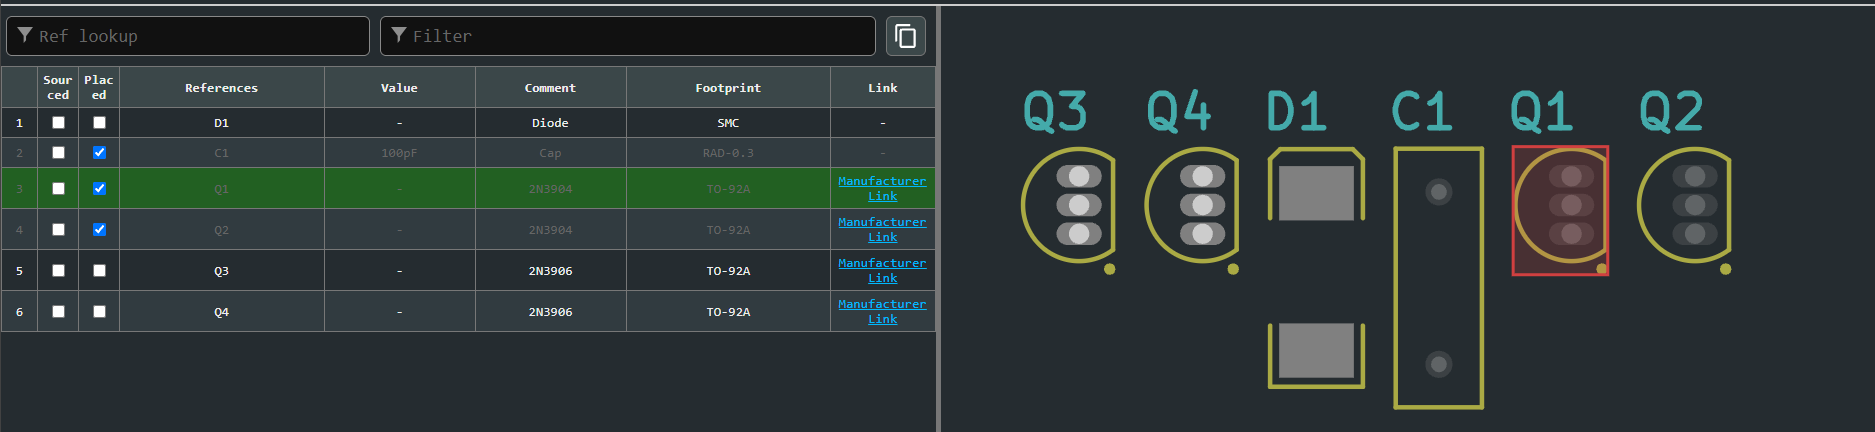 Ref lookup Filter
Sour
ced Plac
ed References Value Comment Footprint Link
1 D1 - Diode SMC -
2 C1 100pF Cap RAD-0.3 -
3 Q1 - 2N3904 TO-92A Manufacturer
Link
4 Q2 - 2N3904 TO-92A Manufacturer
Link
5 Q3 - 2N3906 TO-92A Manufacturer
Link
6 Q4 - 2N3906 TO-92A Manufacturer
Link
Q3 Q4 D1 C1 Q1 Q2